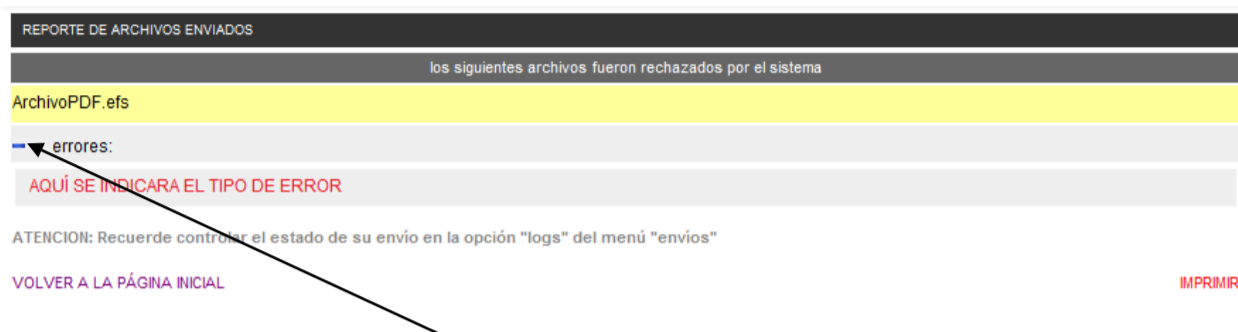 REPORTE DE ARCHIVOS ENVIADOS
los siguientes archivos fueron rechazados por el sistema
ArchivoPDF.efs
errores:
AQUÍ SE INDICARA EL TIPO DE ERROR
ATENCION: Recuerde controlar el estado de su envío en la opción "logs" del menú "envíos"
VOLVER A LA PÁGINA INICIAL
IMPRIMIR